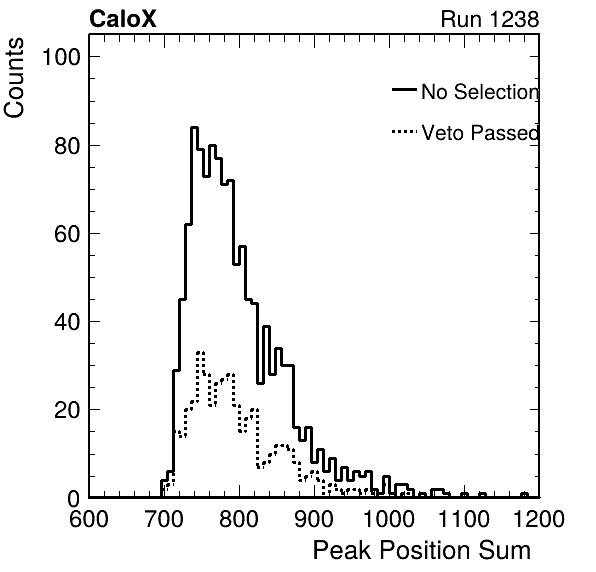 CaloX Run 1238
Counts
100
No Selection
Veto Passed
80
60
40
20
0
600 700 800 900 1000 1100 1200
Peak Position Sum